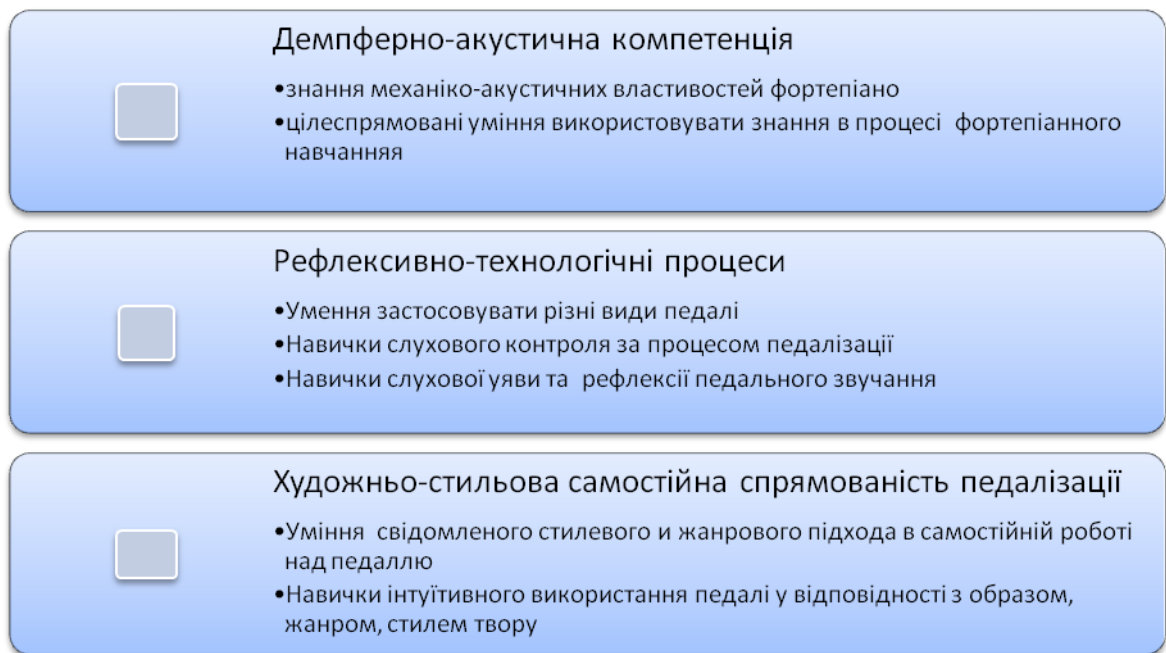 Демпферно-акустична компетенція
•знання механіко-акустичних властивостей фортепіано
•цілеспрямовані уміння використовувати знання в процесі фортепіанного
навчанняя
Рефлексивно-технологічні процеси
•Умення застосовувати різні види педалі
•Навички слухового контроля за процесом педалізації
•Навички слухової уяви та рефлексії педального звучання
Художньо-стильова самостійна спрямованість педалізації
•Уміння свідомленого стилевого и жанрового підхода в самостійній роботі
над педаллю
•Навички інтуїтивного використання педалі у відповідності з образом,
жанром, стилем твору